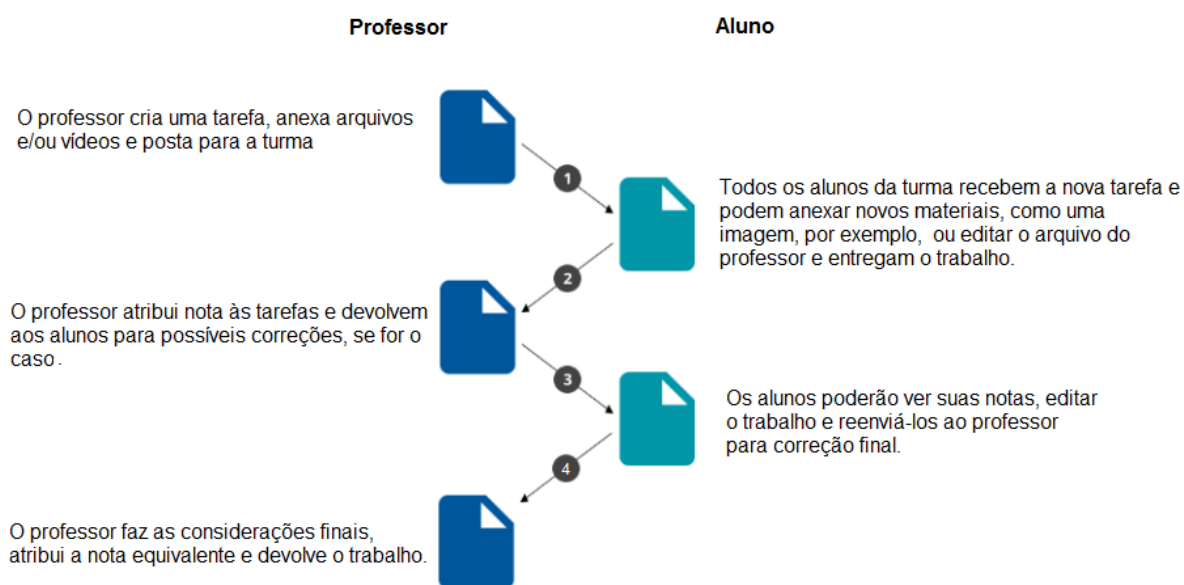 Professor
Aluno
O professor cria uma tarefa, anexa arquivos
e/ou vídeos e posta para a turma
1
Todos os alunos da turma recebem a nova tarefa e
podem anexar novos materiais, como uma
imagem, por exemplo, ou editar o arquivo do
professor e entregam o trabalho.
2
O professor atribui nota às tarefas e devolvem
aos alunos para possíveis correções, se for o
caso.
3
Os alunos poderão ver suas notas, editar
o trabalho e reenviá-los ao professor
para correção final.
4
O professor faz as considerações finais,
atribui a nota equivalente e devolve o trabalho.